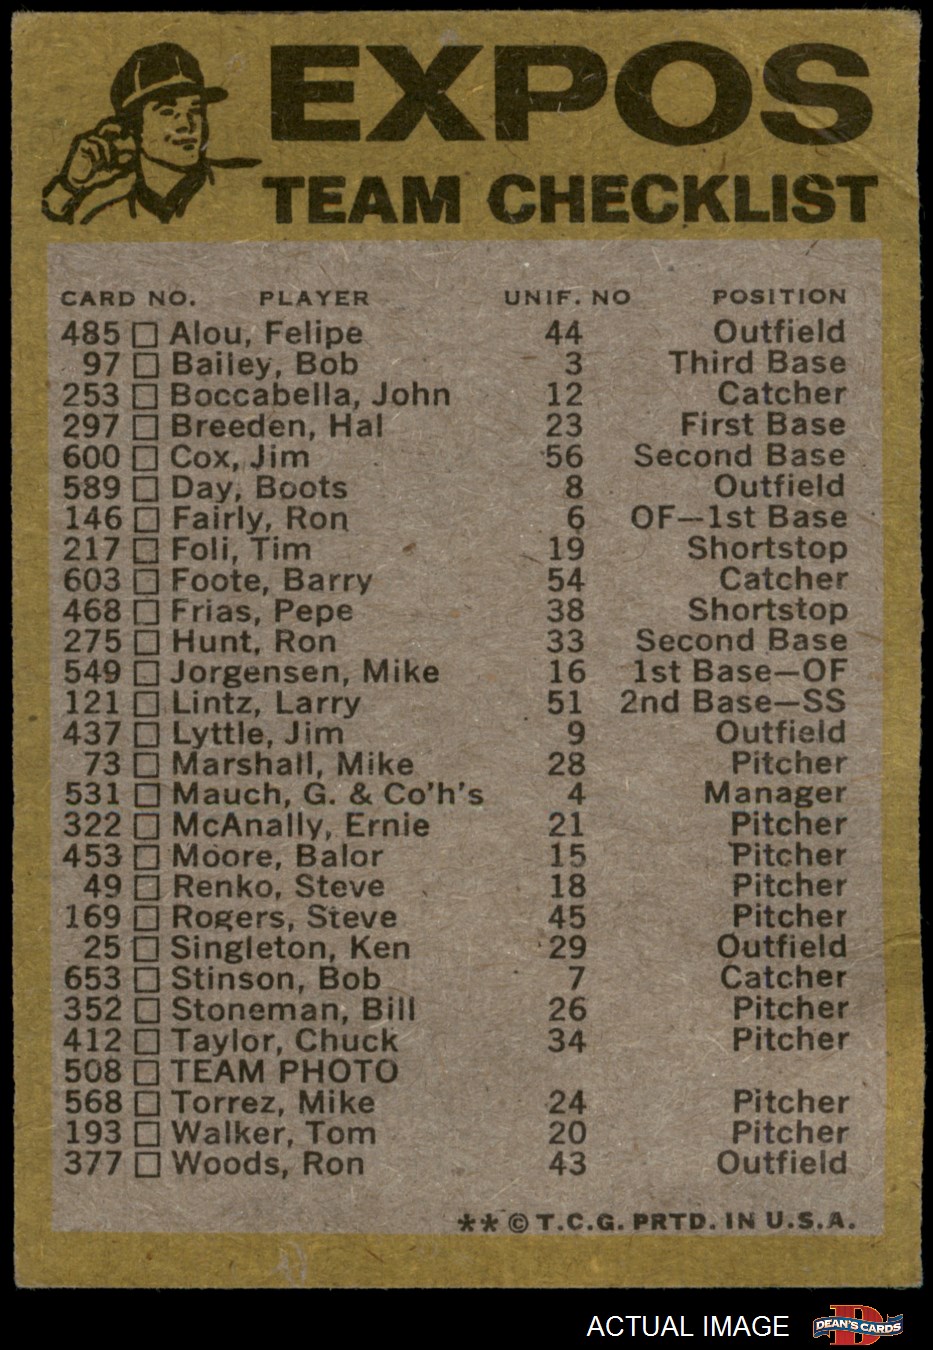 EXPOS
TEAM CHECKLIST
CARD NO. PLAYER UNIF. NO POSITION
485 □ Alou, Felipe 44 Outfield
97 □ Bailey, Bob 3 Third Base
253 □ Boccabella, John 12 Catcher
297 □ Breeden, Hal 23 First Base
600 □ Cox, Jim 56 Second Base
589 □ Day, Boots 8 Outfield
146 □ Fairly, Ron 6 OF—1st Base
217 □ Foli, Tim 19 Shortstop
603 □ Foote, Barry 54 Catcher
468 □ Frias, Pepe 38 Shortstop
275 □ Hunt, Ron 33 Second Base
549 □ Jorgensen, Mike 16 1st Base—OF
121 □ Lintz, Larry 51 2nd Base—SS
437 □ Lyttle, Jim 9 Outfield
73 □ Marshall, Mike 28 Pitcher
531 □ Mauch, G. & Co'h's 4 Manager
322 □ McAnally, Ernie 21 Pitcher
453 □ Moore, Balor 15 Pitcher
49 □ Renko, Steve 18 Pitcher
169 □ Rogers, Steve 45 Pitcher
25 □ Singleton, Ken 29 Outfield
653 □ Stinson, Bob 7 Catcher
352 □ Stoneman, Bill 26 Pitcher
412 □ Taylor, Chuck 34 Pitcher
508 □ TEAM PHOTO
568 □ Torrez, Mike 24 Pitcher
193 □ Walker, Tom 20 Pitcher
377 □ Woods, Ron 43 Outfield
** © T.C.G. PRTD. IN U.S.A.
ACTUAL IMAGE
D
DEAN'S CARDS